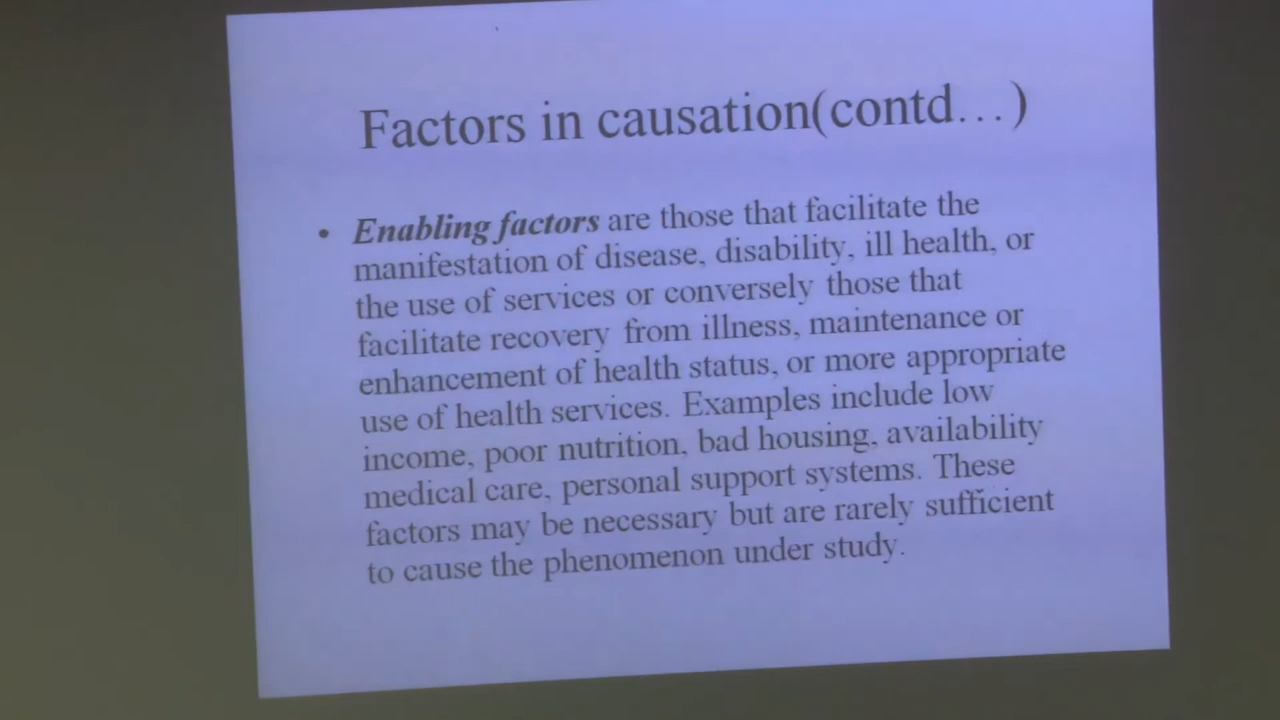 Factors in causation(contd...)
• Enabling factors are those that facilitate the
manifestation of disease, disability, ill health, or
the use of services or conversely those that
facilitate recovery from illness, maintenance or
enhancement of health status, or more appropriate
use of health services. Examples include low
income, poor nutrition, bad housing, availability
medical care, personal support systems. These
factors may be necessary but are rarely sufficient
to cause the phenomenon under study.